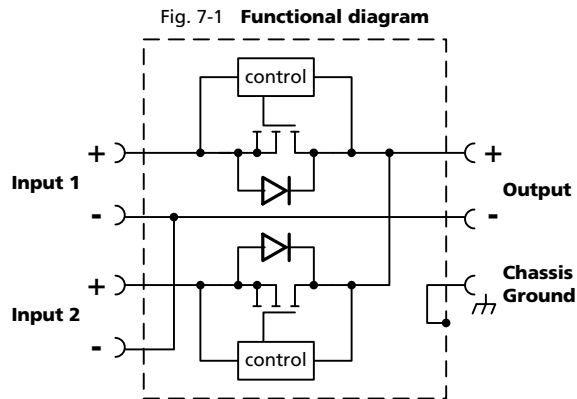 Fig. 7-1 Functional diagram
control
+
+
Input 1
Output
-
-
+
Chassis
Ground
Input 2
-
control